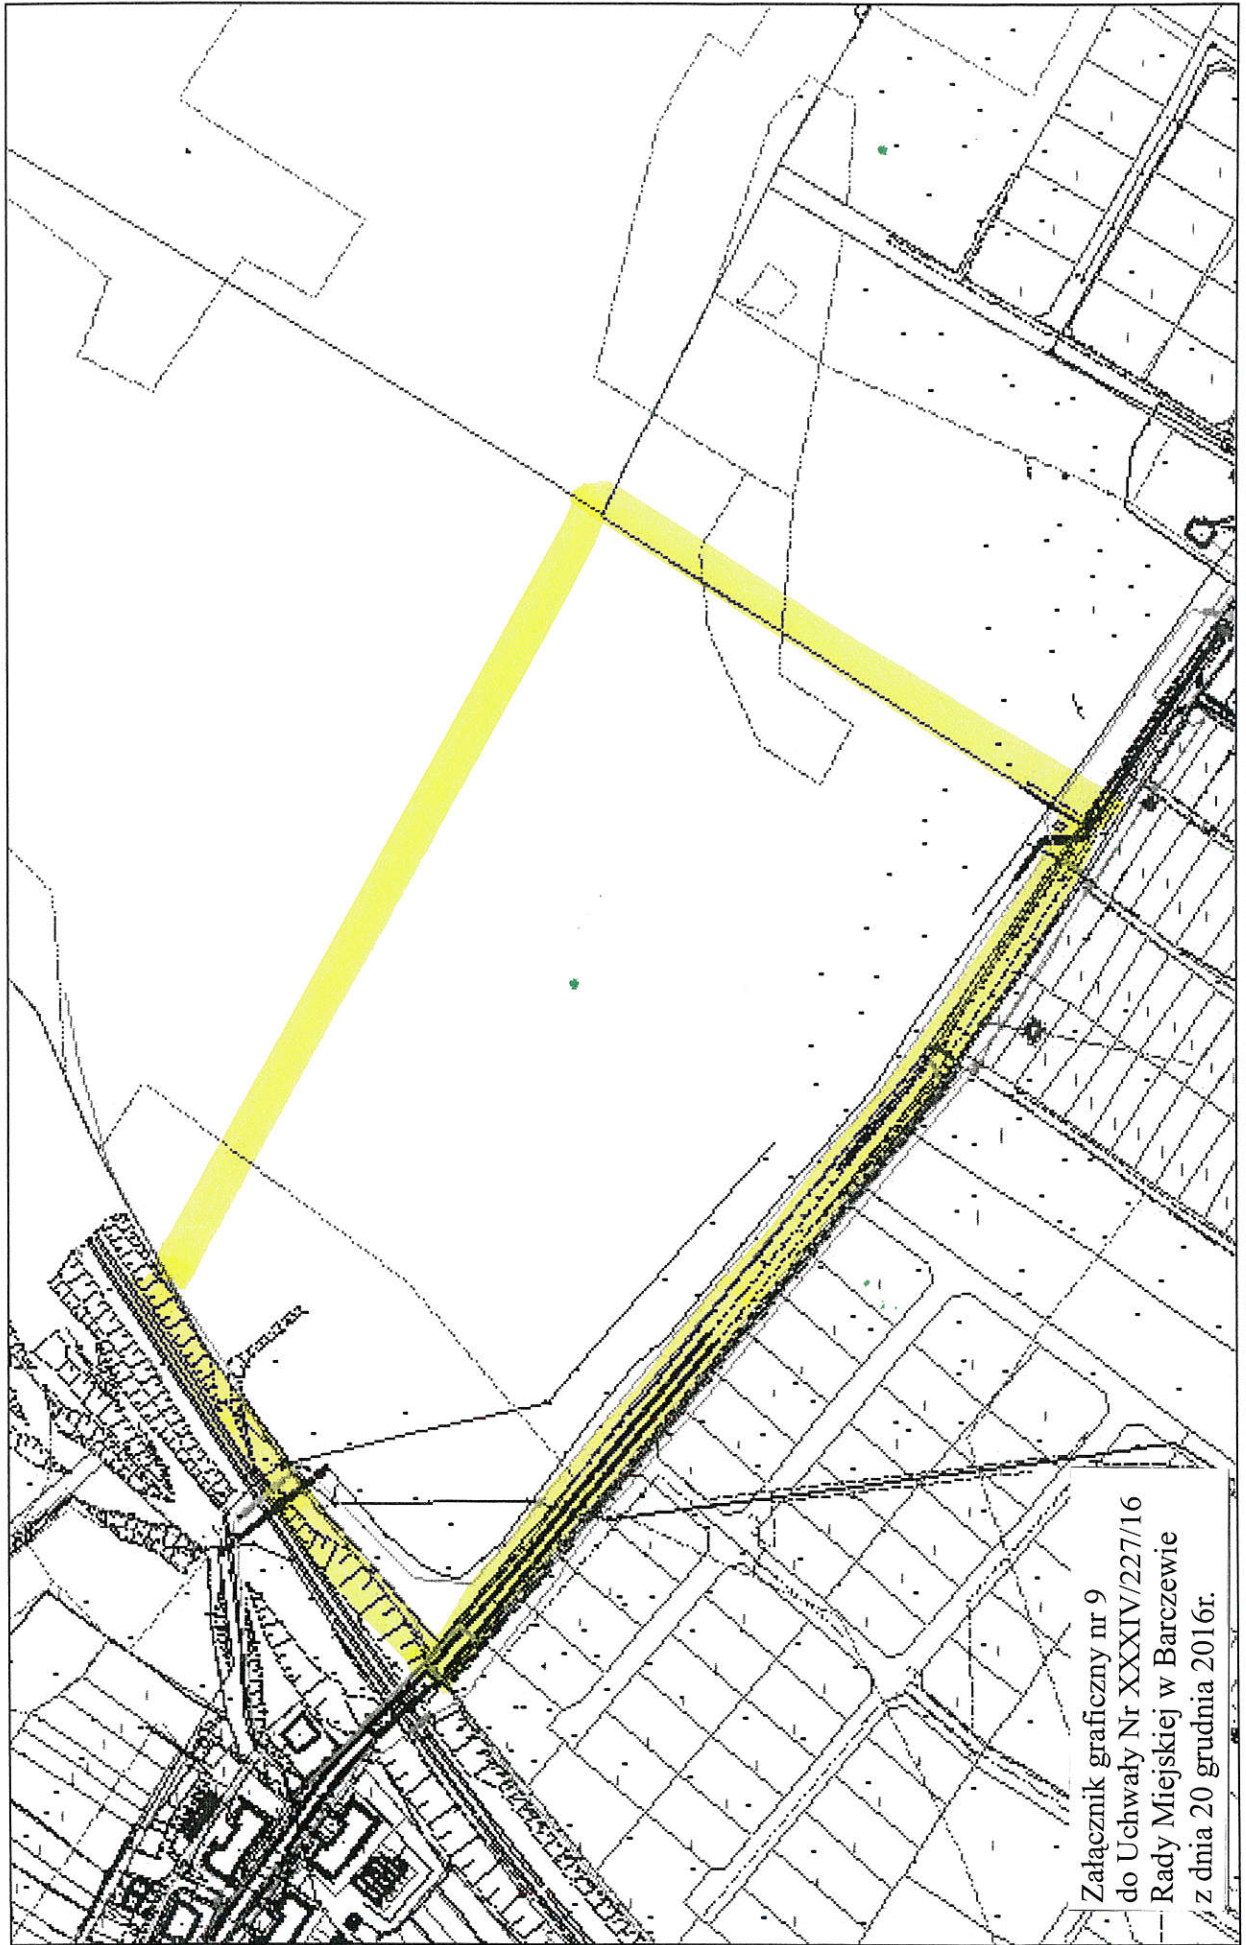 Załącznik graficzny nr 9
do Uchwały Nr XXXIV/227/16
Rady Miejskiej w Barczewie
z dnia 20 grudnia 2016r.